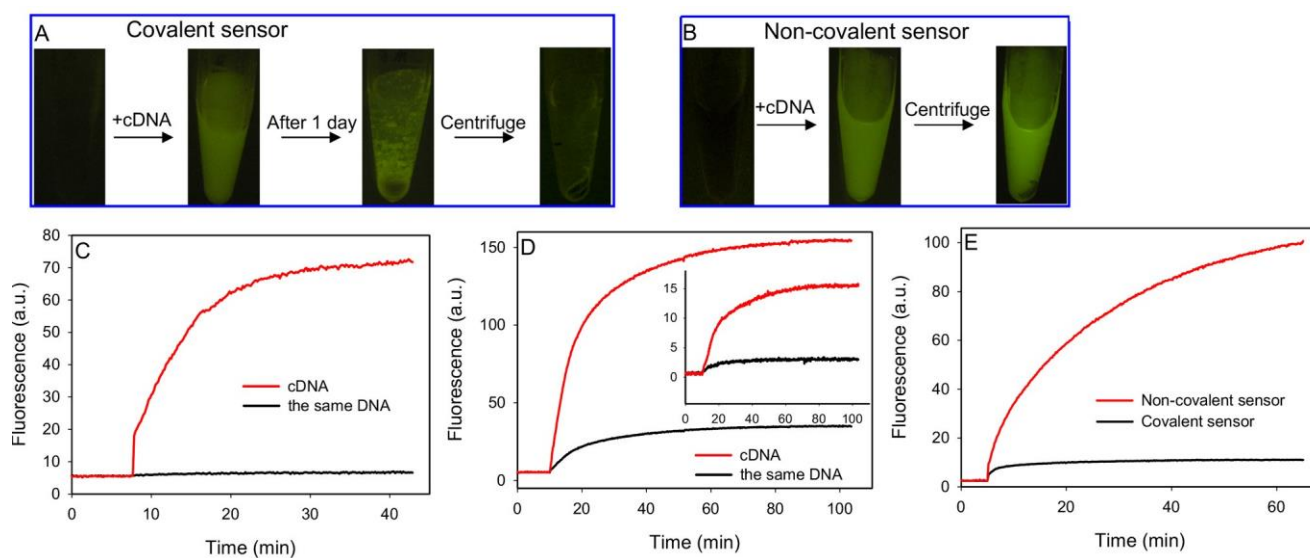 A Covalent sensor
+cDNA
After 1 day
Centrifuge
B Non-covalent sensor
+cDNA
Centrifuge
C
80
70
60
50
40
30
20
10
0
Fluorescence (a.u.)
cDNA
the same DNA
0 10 20 30 40
Time (min)
D
150
100
50
0
Fluorescence (a.u.)
15
10
5
0
0 20 40 60 80 100
cDNA
the same DNA
0 20 40 60 80 100
Time (min)
E
100
80
60
40
20
0
Fluorescence (a.u.)
Non-covalent sensor
Covalent sensor
0 20 40 60
Time (min)